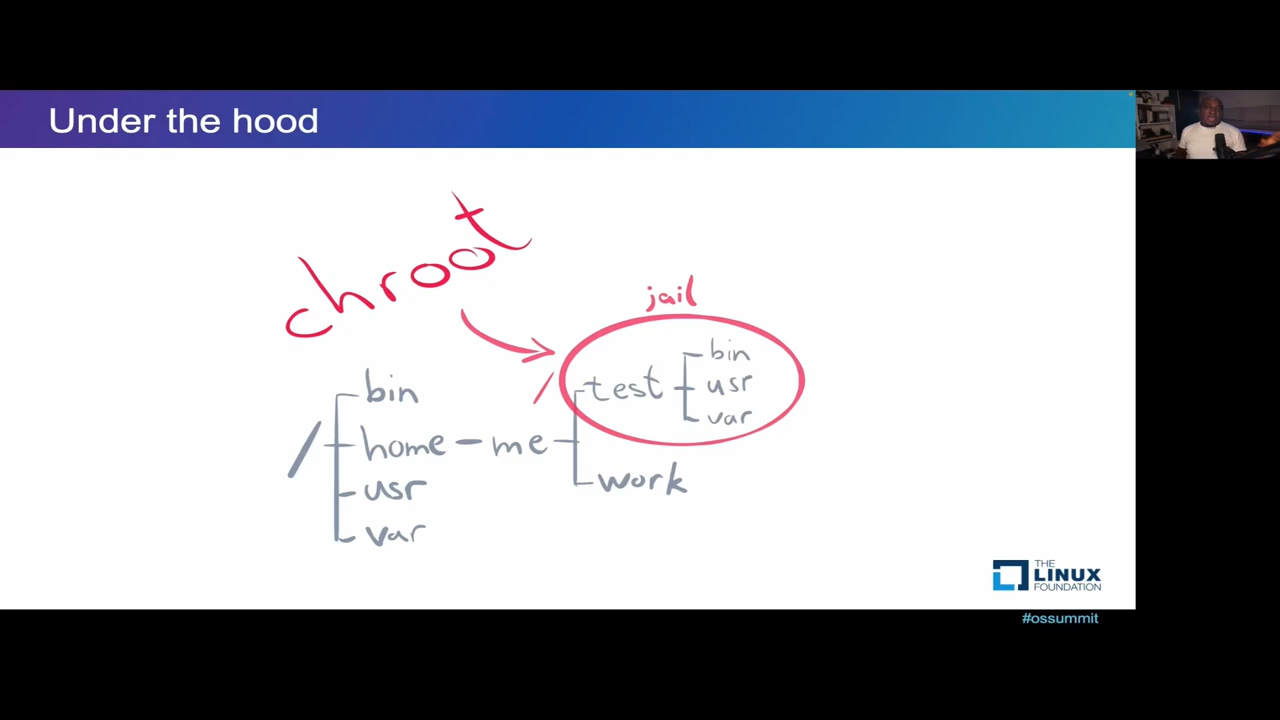 Under the hood
chroot
jail
/
bin
home
me
usr
var
/
test
bin
usr
var
work
THE
LINUX
FOUNDATION
#ossummit